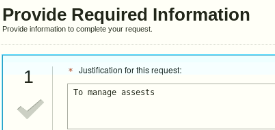 Provide Required Information
Provide information to complete your request.
1
* Justification for this request:
To manage assests